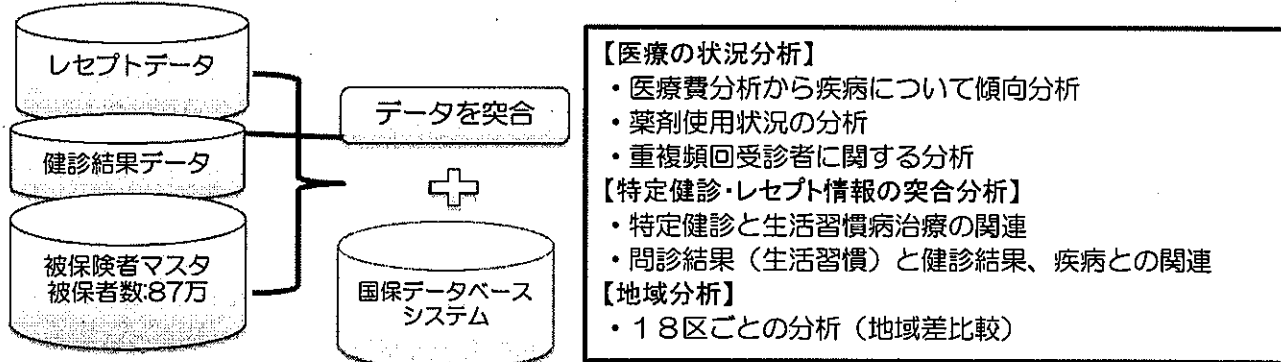 レセプトデータ
健診結果データ
被保険者マスタ
被保者数:87万
データを突合
国保データベース
システム
【医療の状況分析】
・医療費分析から疾病について傾向分析
・薬剤使用状況の分析
・重複頻回受診者に関する分析
【特定健診・レセプト情報の突合分析】
・特定健診と生活習慣病治療の関連
・問診結果（生活習慣）と健診結果、疾病との関連
【地域分析】
・１８区ごとの分析（地域差比較）